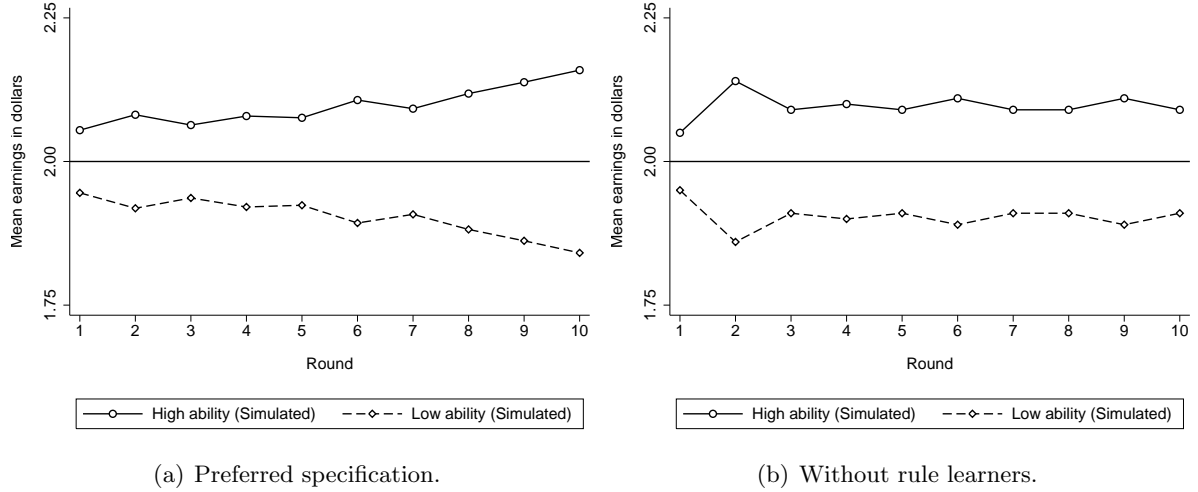 2.25
2.00
1.75
Mean earnings in dollars
1 2 3 4 5 6 7 8 9 10
Round
High ability (Simulated) Low ability (Simulated)
(a) Preferred specification.
2.25
2.00
1.75
Mean earnings in dollars
1 2 3 4 5 6 7 8 9 10
Round
High ability (Simulated) Low ability (Simulated)
(b) Without rule learners.